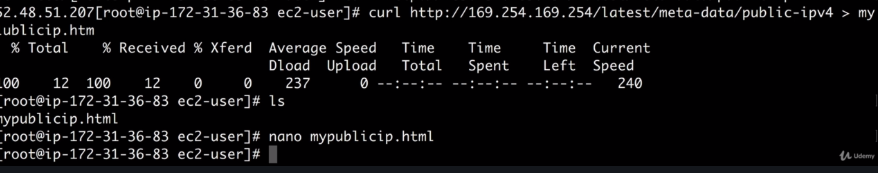 52.48.51.207[root@ip-172-31-36-83 ec2-user]# curl http://169.254.169.254/latest/meta-data/public-ipv4 > my
ublicip.htm
% Total % Received % Xferd Average Speed Time Time Time Current
Dload Upload Total Spent Left Speed
100 12 100 12 0 0 237 0 --:--:-- --:--:-- --:--:-- 240
[root@ip-172-31-36-83 ec2-user]# ls
mypublicip.html
[root@ip-172-31-36-83 ec2-user]# nano mypublicip.html
[root@ip-172-31-36-83 ec2-user]#
Udemy